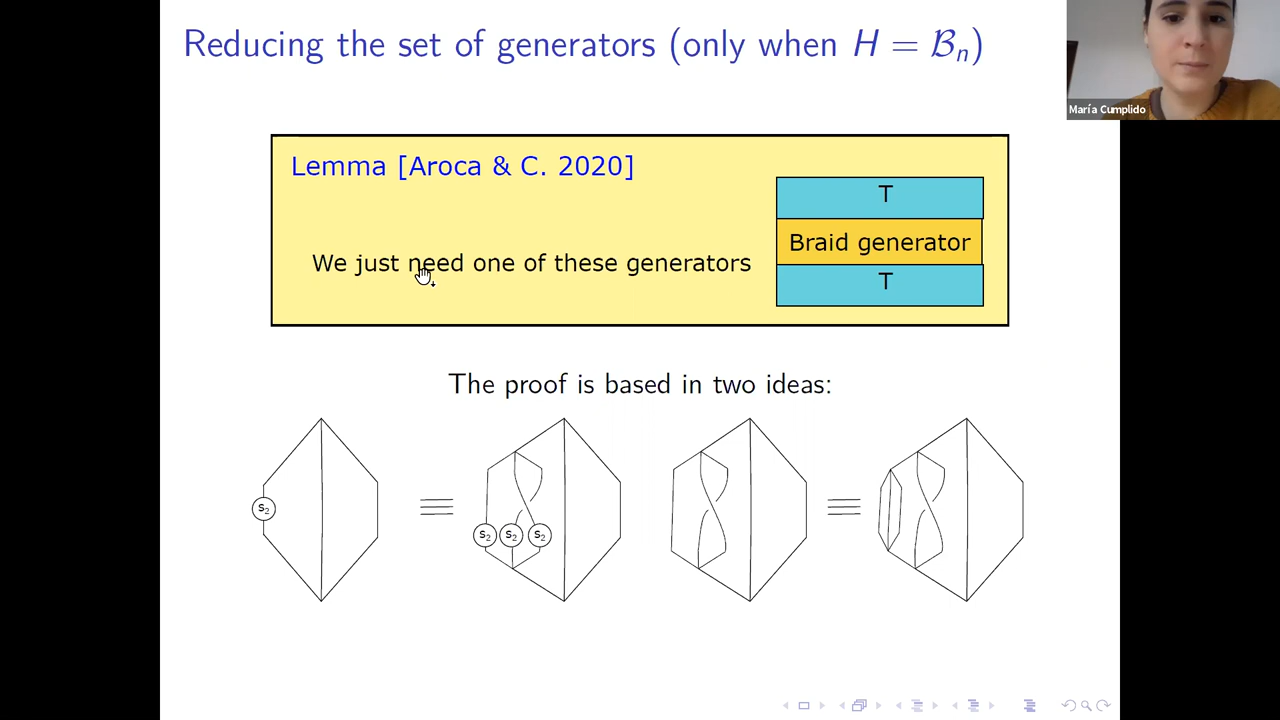 Reducing the set of generators (only when H = Bₙ)
María Cumplido
Lemma [Aroca & C. 2020]
T
Braid generator
We just need one of these generators
T
The proof is based in two ideas:
s₂
≡
s₂ s₂ s₂
≡